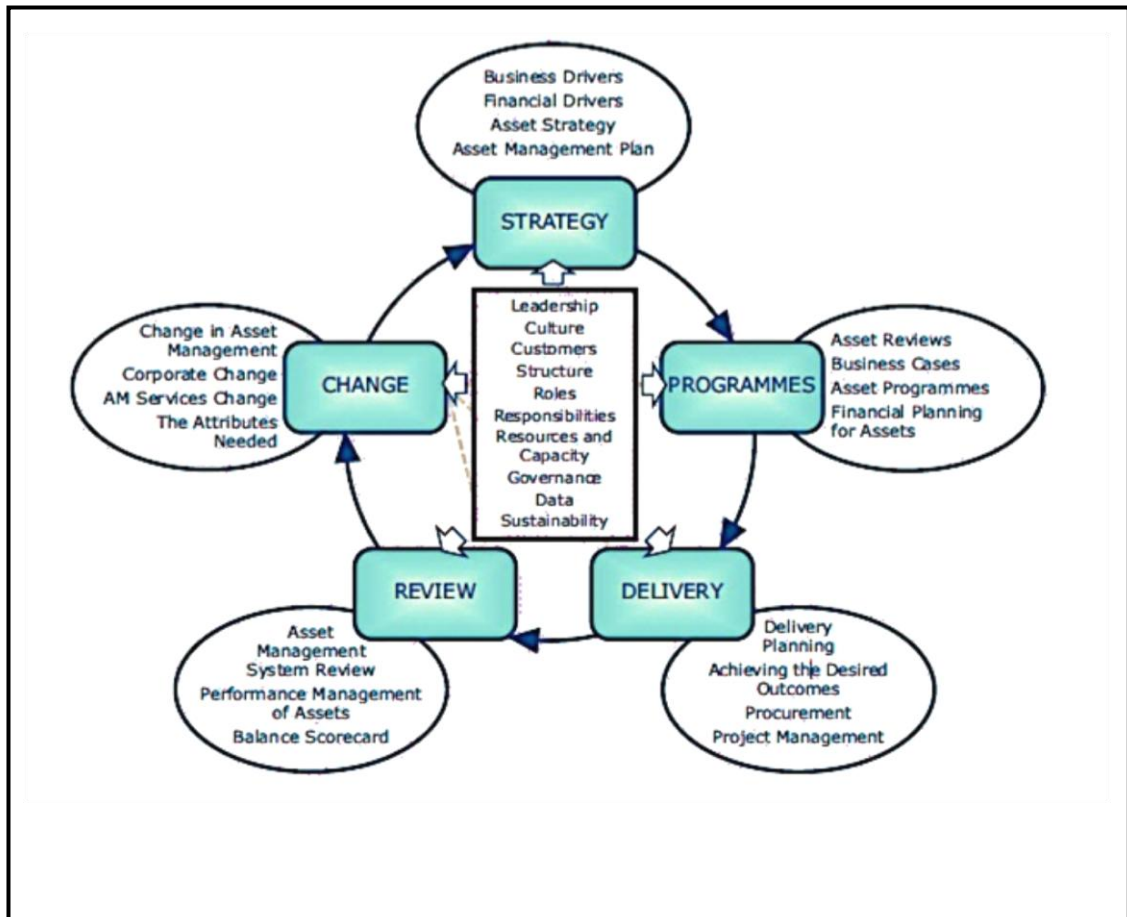 Business Drivers
Financial Drivers
Asset Strategy
Asset Management Plan
STRATEGY
Leadership
Culture
Customers
Structure
Roles
Responsibilities
Resources and
Capacity
Governance
Data
Sustainability
Change in Asset
Management
Corporate Change
AM Services Change
The Attributes
Needed
CHANGE
PROGRAMMES
Asset Reviews
Business Cases
Asset Programmes
Financial Planning
for Assets
REVIEW
DELIVERY
Asset
Management
System Review
Performance Management
of Assets
Balance Scorecard
Delivery
Planning
Achieving the Desired
Outcomes
Procurement
Project Management